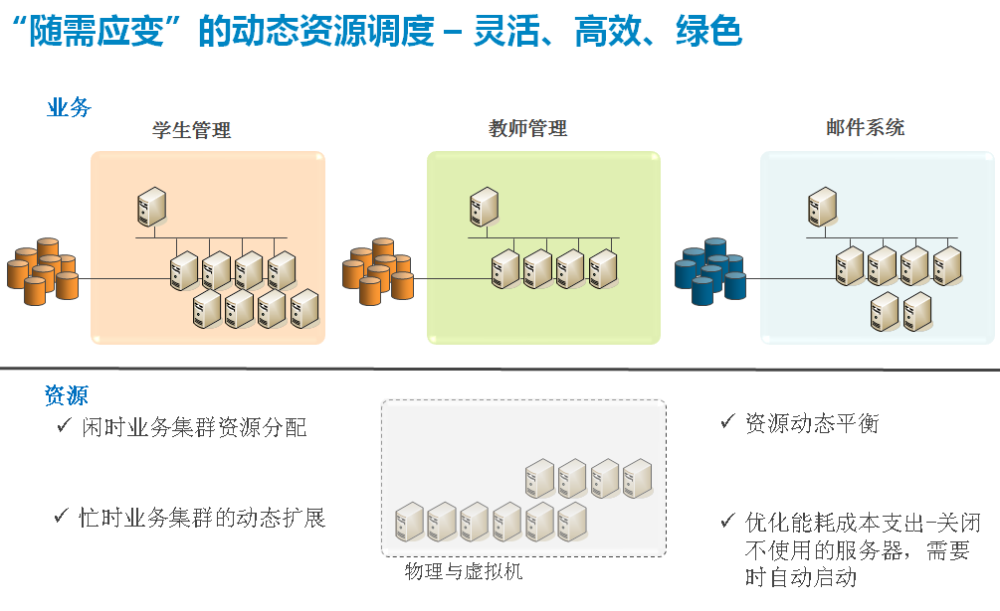 “随需应变”的动态资源调度 – 灵活、高效、绿色
业务
学生管理
教师管理
邮件系统
资源
✓ 闲时业务集群资源分配
✓ 忙时业务集群的动态扩展
物理与虚拟机
✓ 资源动态平衡
✓ 优化能耗成本支出-关闭
不使用的服务器，需要
时自动启动